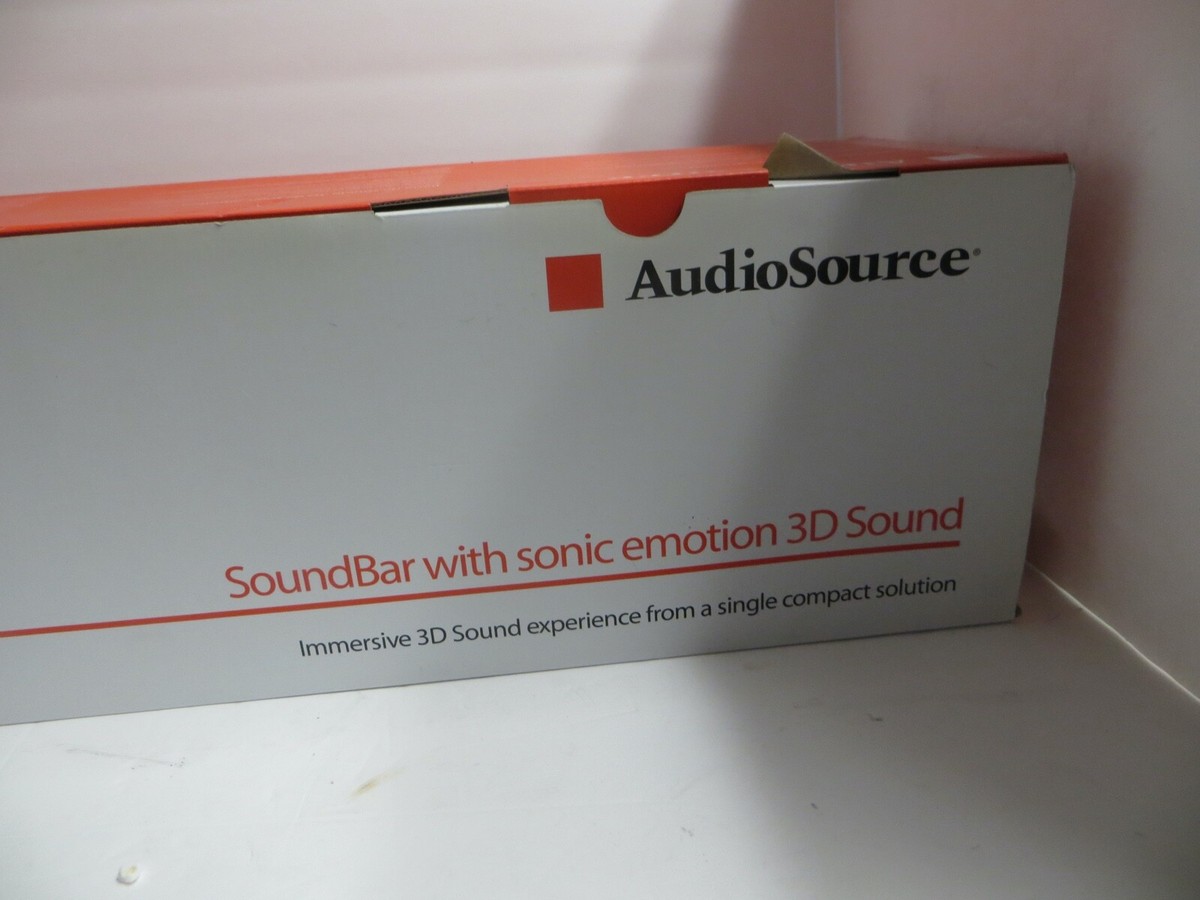 AudioSource®
SoundBar with sonic emotion 3D Sound
Immersive 3D Sound experience from a single compact solution